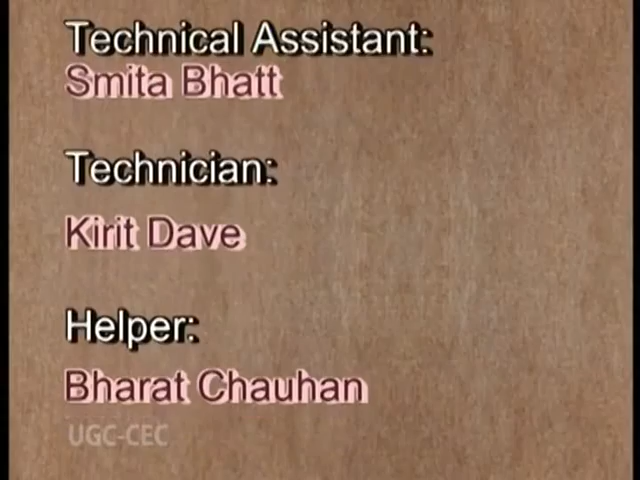 Technical Assistant:
Smita Bhatt
Technician:
Kirit Dave
Helper:
Bharat Chauhan
UGC-CEC